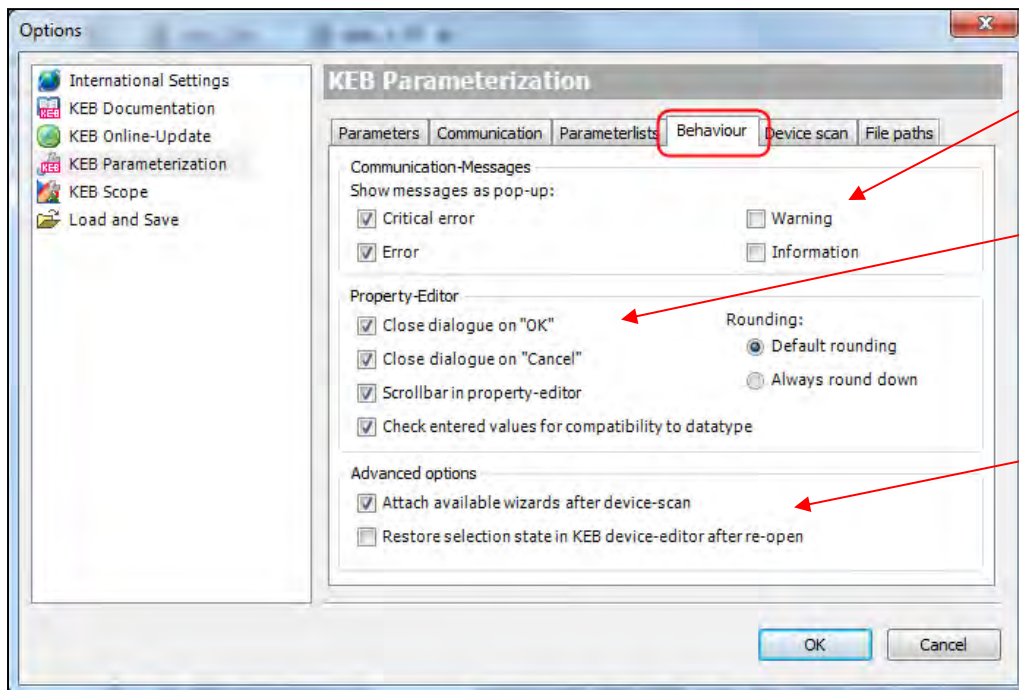 Options
International Settings
KEB Documentation
KEB Online-Update
KEB Parameterization
KEB Scope
Load and Save
KEB Parameterization
Parameters Communication Parameterlists Behaviour Device scan File paths
Communication-Messages
Show messages as pop-up:
Critical error Warning
Error Information
Property-Editor
Close dialogue on "OK" Rounding:
Default rounding
Close dialogue on "Cancel"
Always round down
Scrollbar in property-editor
Check entered values for compatibility to datatype
Advanced options
Attach available wizards after device-scan
Restore selection state in KEB device-editor after re-open
OK Cancel